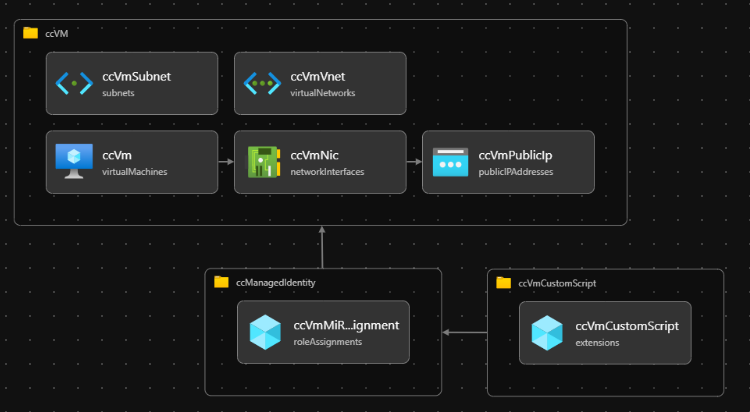 ccVM
ccVmSubnet
subnets
ccVmVnet
virtualNetworks
ccVm
virtualMachines
ccVmNic
networkInterfaces
ccVmPublicIp
publicIPAddresses
ccManagedIdentity
ccVmMiR...ignment
roleAssignments
ccVmCustomScript
ccVmCustomScript
extensions